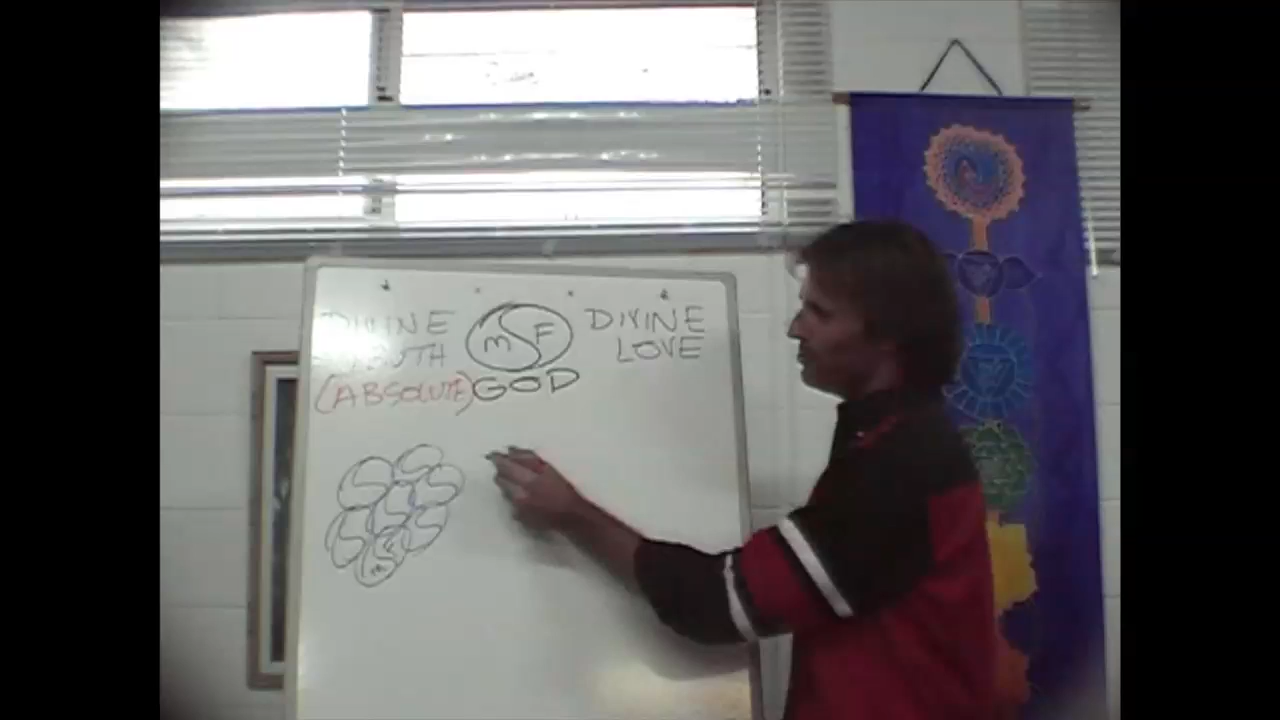 DIVINE
TRUTH
(ABSOLUTE)
M F
GOD
DIVINE
LOVE
m